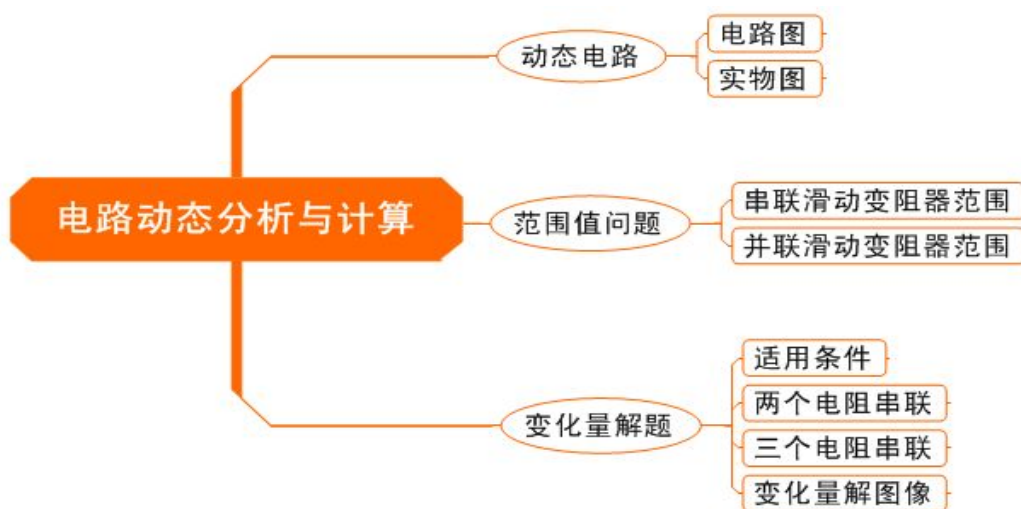 电路动态分析与计算
动态电路
电路图
实物图
范围值问题
串联滑动变阻器范围
并联滑动变阻器范围
变化量解题
适用条件
两个电阻串联
三个电阻串联
变化量解图像